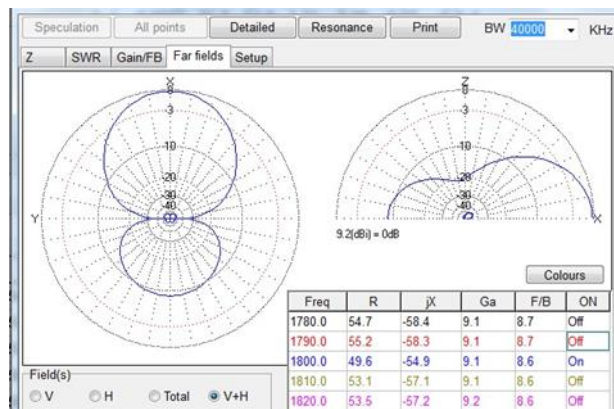 Speculation All points Detailed Resonance Print BW 40000 KHz
Z SWR Gain/FB Far fields Setup
X Z
-3 -3
-10 -10
-20 -20
-30 -30
-40 -40
Y X
9.2(dBi) = 0dB
Colours
Freq R jX Ga F/B ON
1780.0 54.7 -58.4 9.1 8.7 Off
1790.0 55.2 -58.3 9.1 8.7 Off
1800.0 49.6 -54.9 9.1 8.6 On
1810.0 53.1 -57.1 9.1 8.6 Off
1820.0 53.5 -57.2 9.2 8.6 Off
Field(s)
V H Total V+H